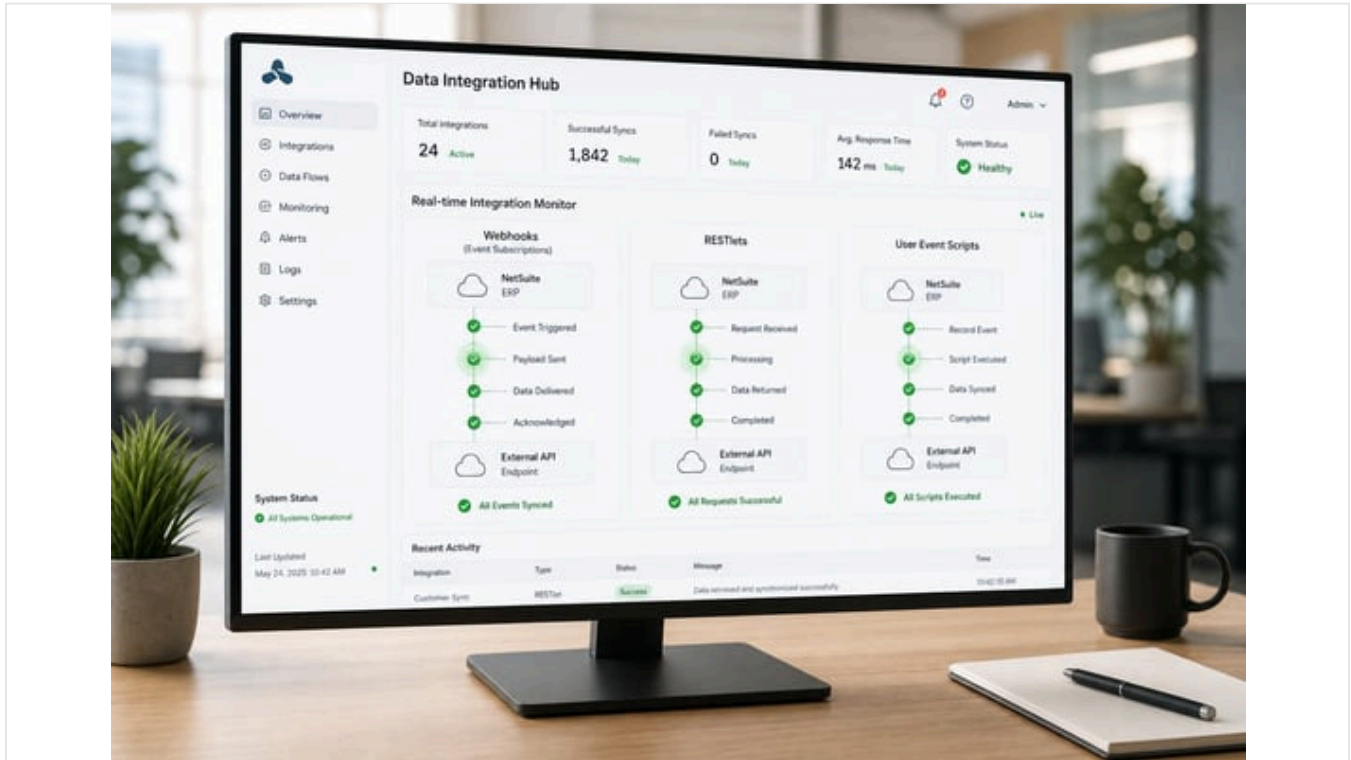 Data Integration Hub
Admin
Overview
Integrations
Data Flows
Monitoring
Alerts
Logs
Settings
Total Integrations
24 Active
Successful Syncs
1,842 Today
Failed Syncs
0 Today
Avg. Response Time
142 ms Today
System Status
Healthy
Real-time Integration Monitor
Live
Webhooks
(Event Subscriptions)
NetSuite
ERP
Event Triggered
Payload Sent
Data Delivered
Acknowledged
External API
Endpoint
All Events Synced
RESTlets
NetSuite
ERP
Request Received
Processing
Data Returned
Completed
External API
Endpoint
All Requests Successful
User Event Scripts
NetSuite
ERP
Record Event
Script Executed
Data Synced
Completed
External API
Endpoint
All Scripts Executed
System Status
All Systems Operational
Last Updated
May 24, 2025 10:42 AM
Recent Activity
Integration
Type
Status
Message
Time
Customer Sync
Success
Data retrieved and synchronized successfully